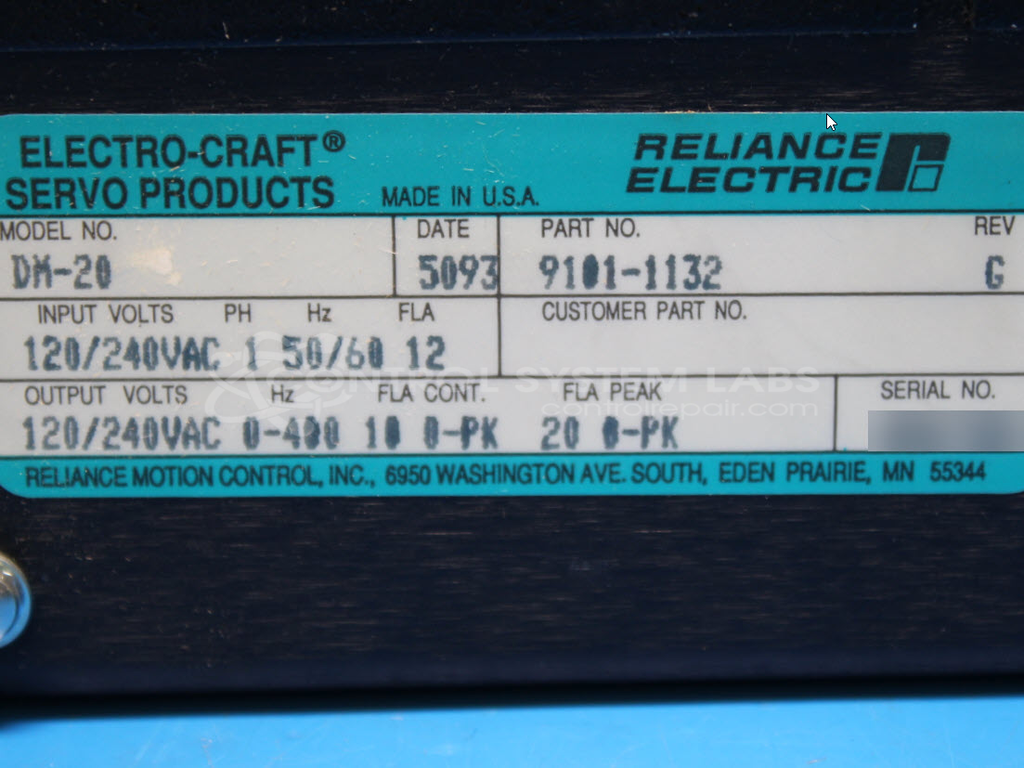 ELECTRO-CRAFT®
SERVO PRODUCTS
MADE IN U.S.A.
RELIANCE
ELECTRIC
MODEL NO. DATE PART NO. REV
DM-20 5093 9101-1132 G
INPUT VOLTS PH Hz FLA CUSTOMER PART NO.
120/240VAC 1 50/60 12
CONTROL SYSTEM LABS
controlrepair.com
OUTPUT VOLTS Hz FLA CONT. FLA PEAK SERIAL NO.
120/240VAC 0-400 10 0-PK 20 0-PK
RELIANCE MOTION CONTROL, INC., 6950 WASHINGTON AVE. SOUTH, EDEN PRAIRIE, MN 55344